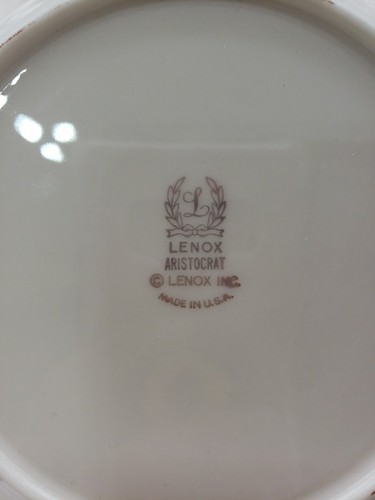 L
LENOX
ARISTOCRAT
© LENOX INC.
MADE IN U.S.A.